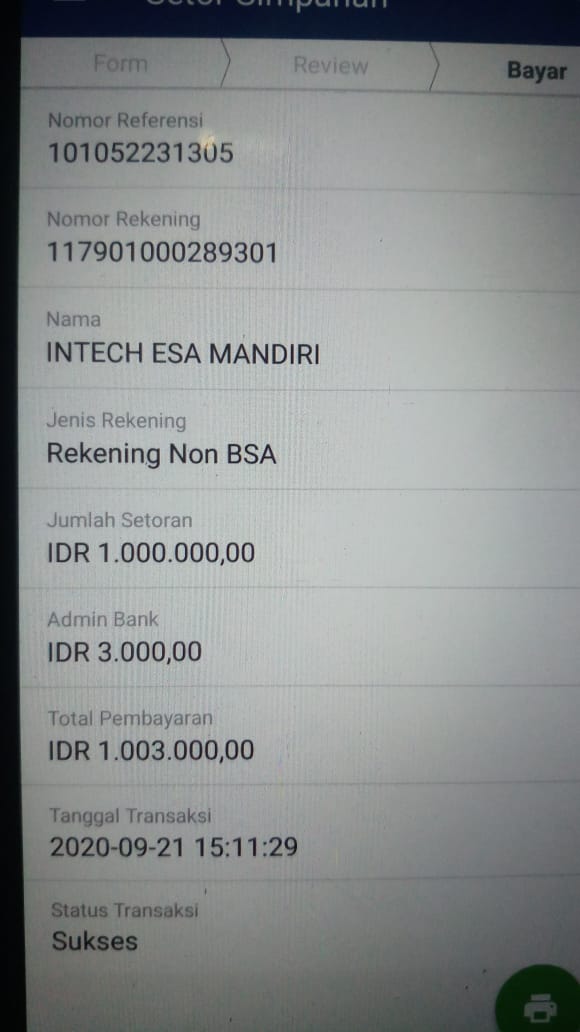 Setor Simpanan
Form
Review
Bayar
Nomor Referensi
101052231305
Nomor Rekening
117901000289301
Nama
INTECH ESA MANDIRI
Jenis Rekening
Rekening Non BSA
Jumlah Setoran
IDR 1.000.000,00
Admin Bank
IDR 3.000,00
Total Pembayaran
IDR 1.003.000,00
Tanggal Transaksi
2020-09-21 15:11:29
Status Transaksi
Sukses